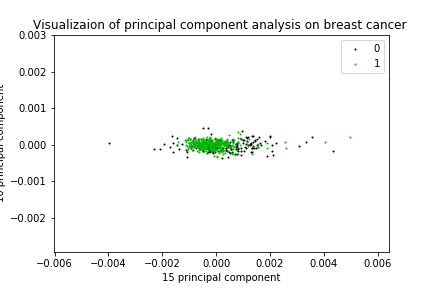 Visualizaion of principal component analysis on breast cancer
0
1
0.003
0.002
0.001
0.000
−0.001
−0.002
principal component
−0.006 −0.004 −0.002 0.000 0.002 0.004 0.006
15 principal component